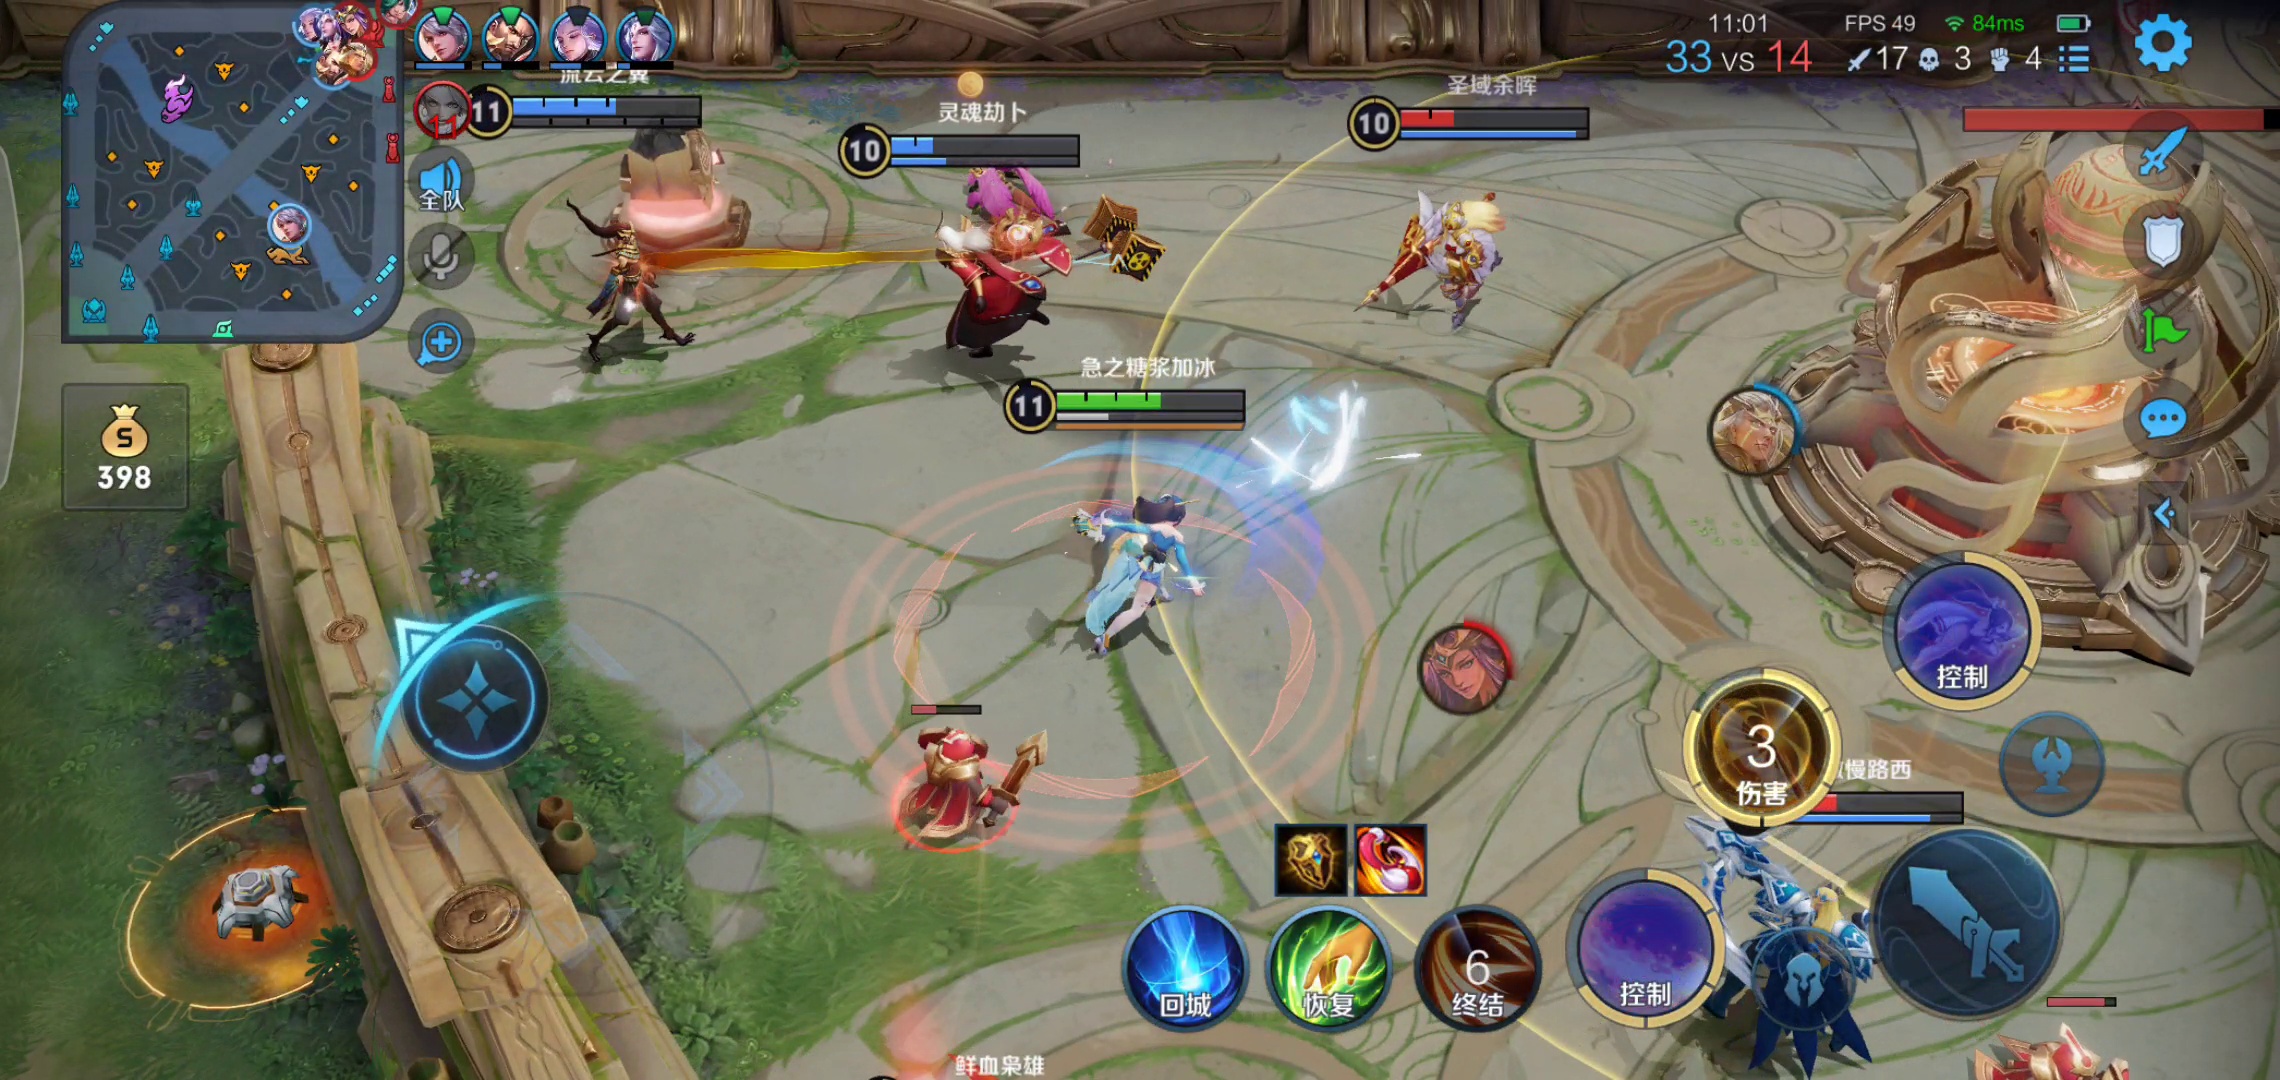 11:01 FPS 49 84ms
33 vs 14 17 3 4
流云之翼
11
11
灵魂劫卜
10
圣域余晖
10
全队
急之糖浆加冰
11
S
398
控制
3
伤害
慢路西
控制
回城
恢复
6
终结
鲜血枭雄